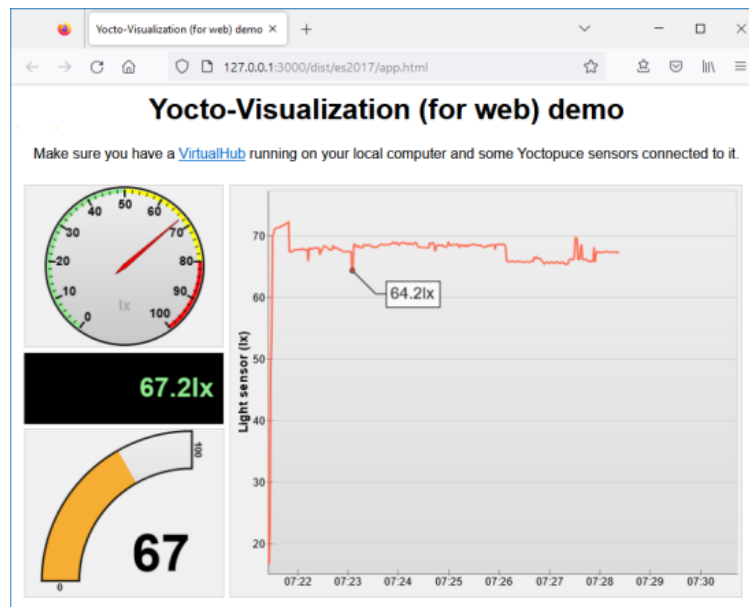 Yocto-Visualization (for web) demo
127.0.0.1:3000/dist/es2017/app.html
Yocto-Visualization (for web) demo
Make sure you have a VirtualHub running on your local computer and some Yoctopuce sensors connected to it.
0
10
20
30
40
50
60
70
80
90
100
lx
67.2lx
0
100
67
Light sensor (lx)
70
60
50
40
30
20
64.2lx
07:22 07:23 07:24 07:25 07:26 07:27 07:28 07:29 07:30